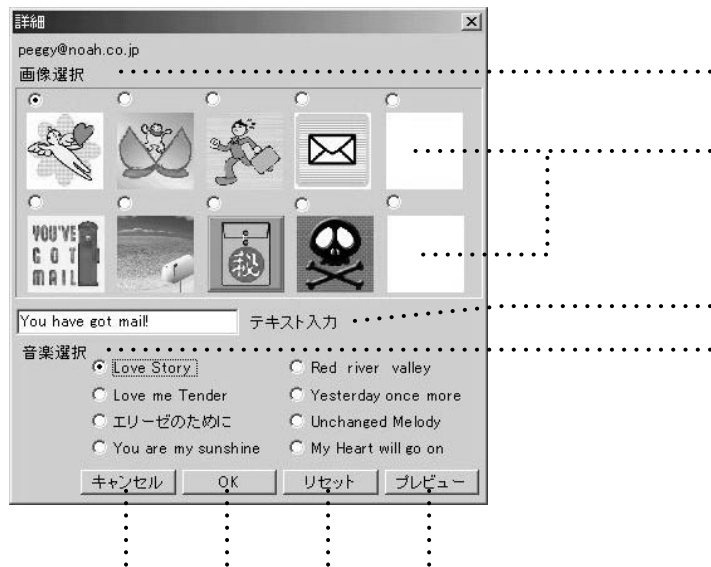 詳細
peggy@noah.co.jp
画像選択
YOU'VE
GOT
MAIL
秘
You have got mail! テキスト入力
音楽選択
Love Story Red river valley
Love me Tender Yesterday once more
エリーゼのために Unchanged Melody
You are my sunshine My Heart will go on
キャンセル OK リセット プレビュー